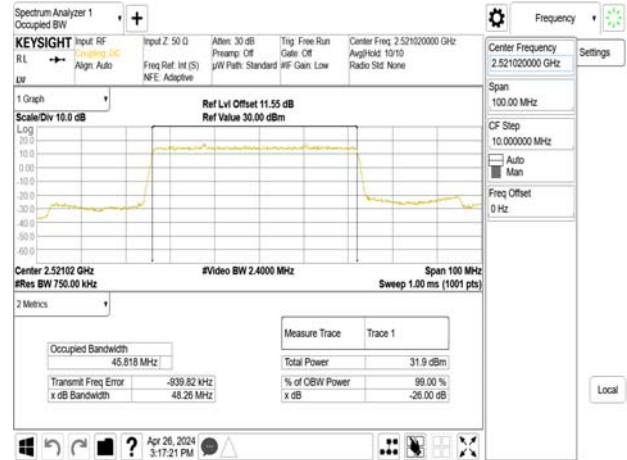 Spectrum Analyzer 1
Occupied BW
KEYSIGHT
Input: RF
Coupling: DC
Align: Auto
RL
Input Z: 50 Ω
Freq Ref: Int (S)
NFE: Adaptive
Atten: 30 dB
Preamp: Off
µW Path: Standard
Trig: Free Run
Gate: Off
#IF Gain: Low
Center Freq: 2.521020000 GHz
Avg|Hold: 10/10
Radio Std: None
1 Graph
Scale/Div 10.0 dB
Ref Lvl Offset 11.55 dB
Ref Value 30.00 dBm
Log
20.0
10.0
0.00
-10.0
-20.0
-30.0
-40.0
-50.0
-60.0
Center 2.52102 GHz
#Res BW 750.00 kHz
#Video BW 2.4000 MHz
Span 100 MHz
Sweep 1.00 ms (1001 pts)
2 Metrics
Measure Trace Trace 1
Occupied Bandwidth
45.818 MHz
Total Power 31.9 dBm
Transmit Freq Error -939.82 kHz
% of OBW Power 99.00 %
x dB Bandwidth 48.26 MHz
x dB -26.00 dB
Apr 26, 2024
3:17:21 PM
Frequency
Center Frequency
2.521020000 GHz
Settings
Span
100.00 MHz
CF Step
10.000000 MHz
Auto
Man
Freq Offset
0 Hz
Local